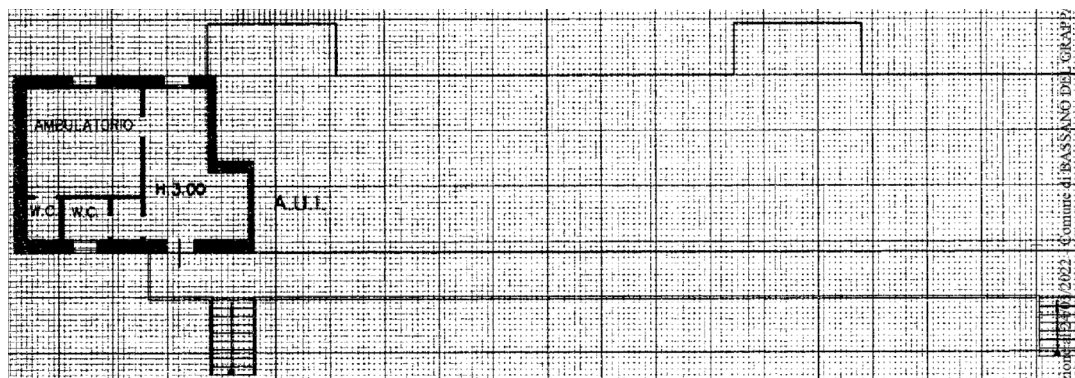 AMBULATORIO
H 3.00
W.C.
W.C.
A.U.I.
/2022 - Comune di BASSANO DEL GRAPPA